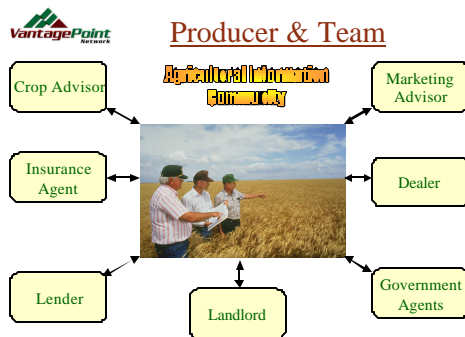 VantagePoint
Network
Producer & Team
Agricultural Information
Community
Crop Advisor
Marketing
Advisor
Insurance
Agent
Dealer
Lender
Landlord
Government
Agents